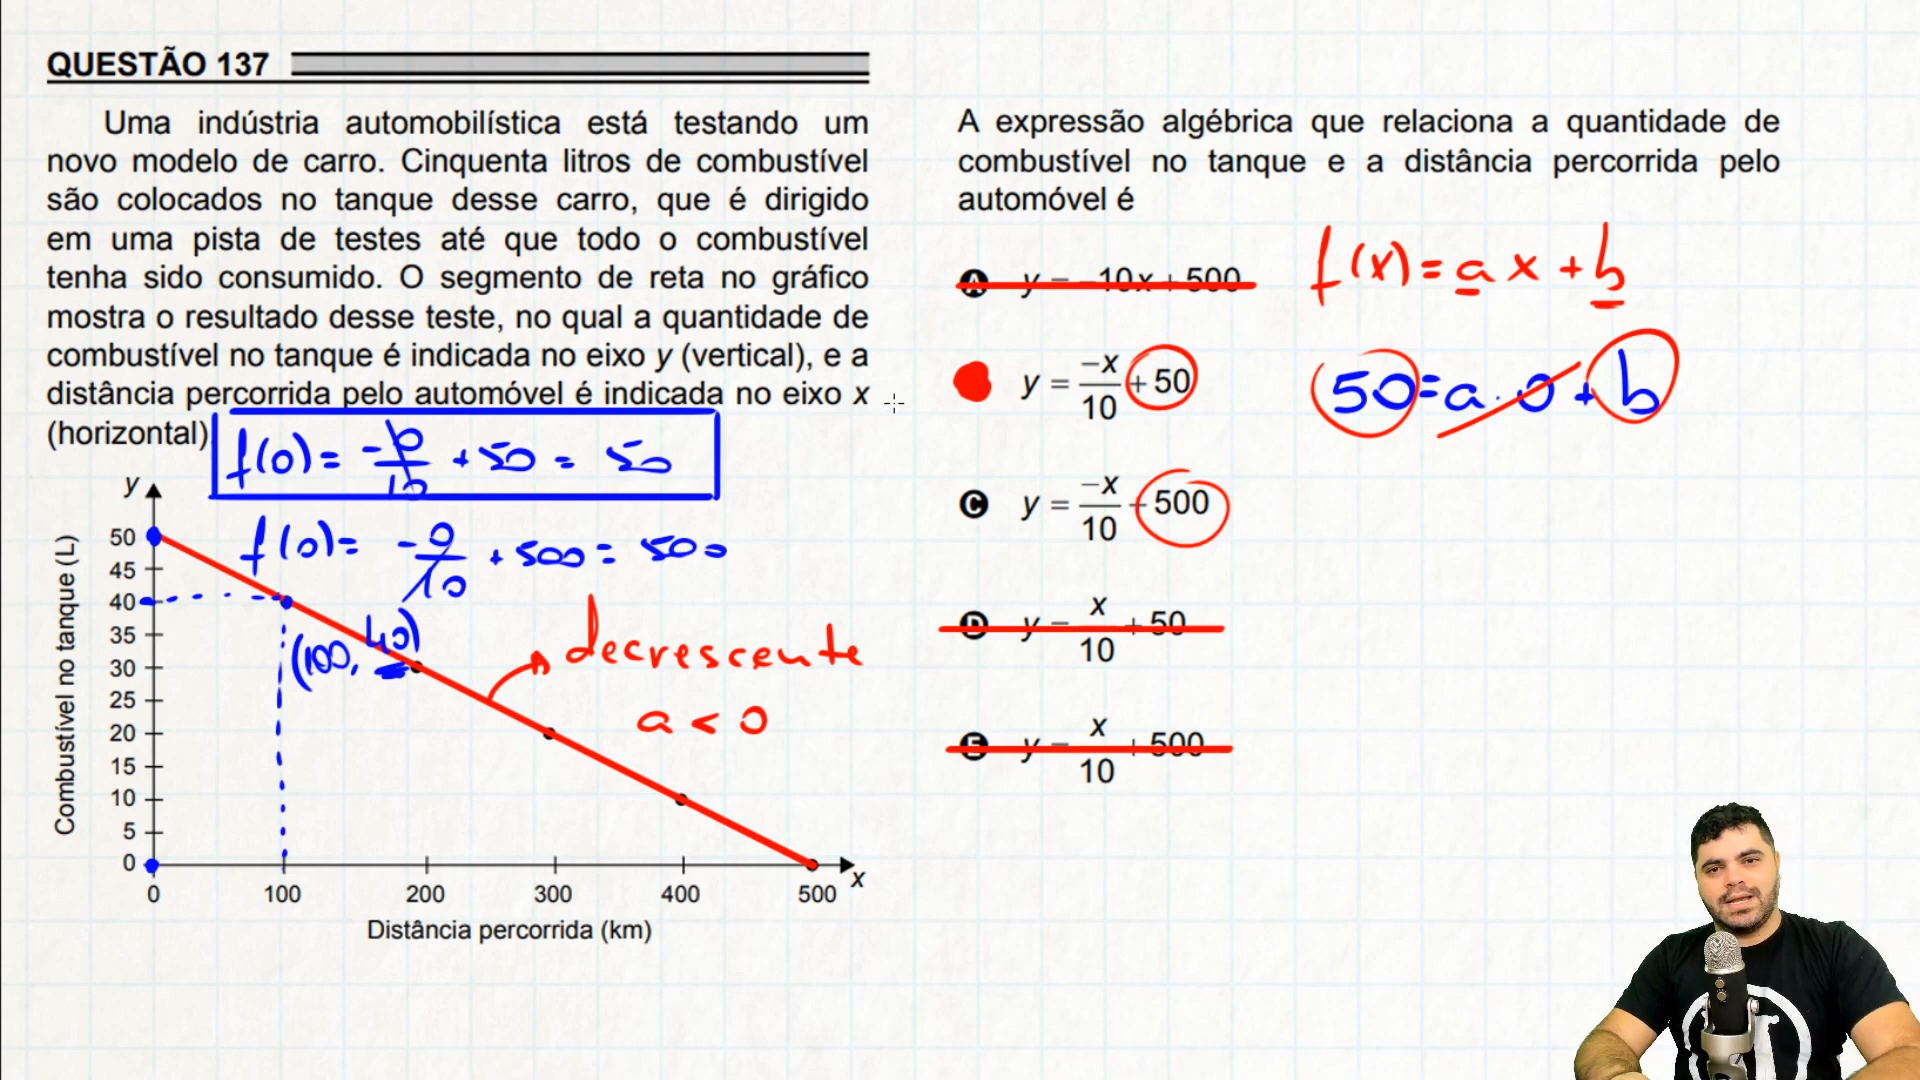 QUESTÃO 137
Uma indústria automobilística está testando um
novo modelo de carro. Cinquenta litros de combustível
são colocados no tanque desse carro, que é dirigido
em uma pista de testes até que todo o combustível
tenha sido consumido. O segmento de reta no gráfico
mostra o resultado desse teste, no qual a quantidade de
combustível no tanque é indicada no eixo y (vertical), e a
distância percorrida pelo automóvel é indicada no eixo x
(horizontal)
f(0) = -0/10 + 50 = 50
f(0) = -0/10 + 500 = 500
y
Combustível no tanque (L)
50
45
40
35
30
25
20
15
10
5
0
(100, 40)
decrescente
a < 0
0 100 200 300 400 500
x
Distância percorrida (km)
A expressão algébrica que relaciona a quantidade de
combustível no tanque e a distância percorrida pelo
automóvel é
A y = -10x + 500
y = -x/10 + 50
C y = -x/10 + 500
D y = x/10 + 50
E y = x/10 + 500
f(x) = ax + b
50 = a . 0 + b